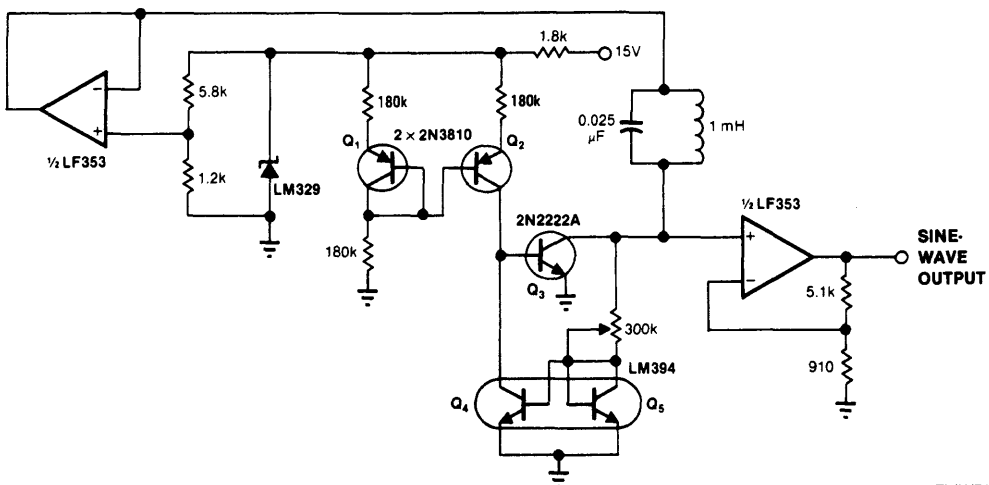 1.8k
15V
5.8k
180k
180k
0.025
µF
1 mH
Q1
2 × 2N3810
Q2
½ LF353
1.2k
LM329
½ LF353
2N2222A
SINE-
WAVE
OUTPUT
180k
Q3
5.1k
300k
910
LM394
Q4
Q5